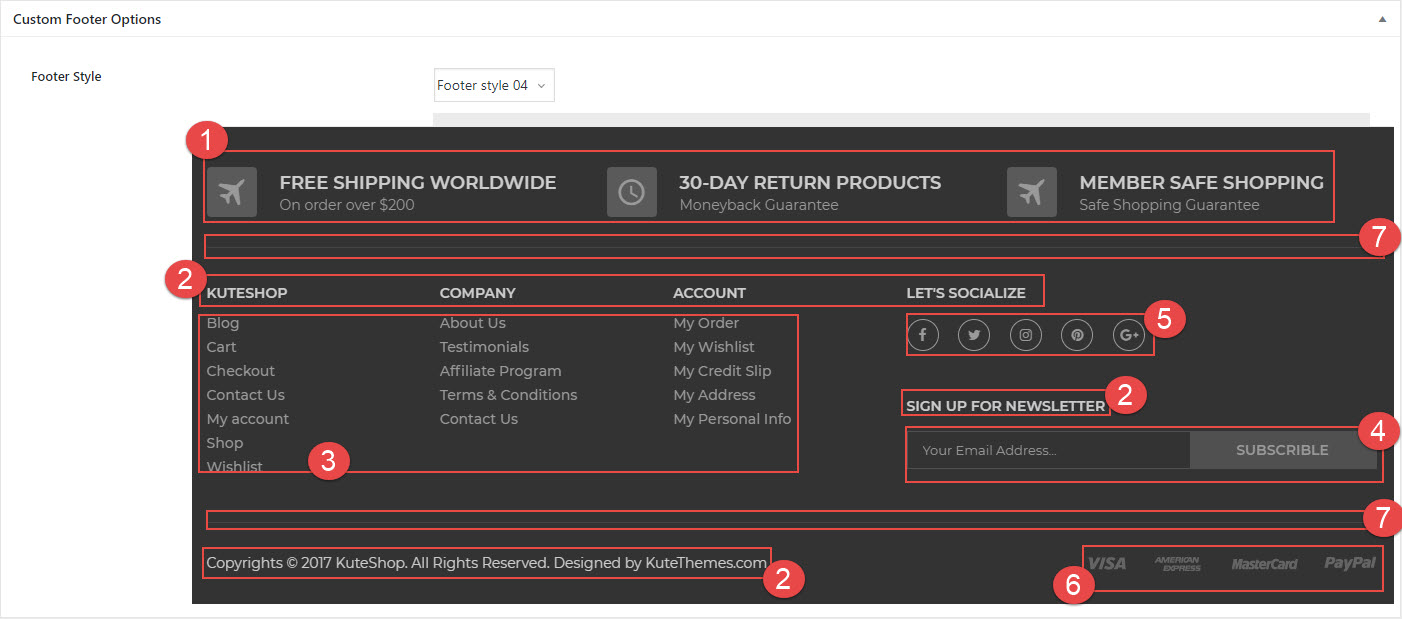 Custom Footer Options
Footer Style
Footer style 04
1
FREE SHIPPING WORLDWIDE
On order over $200
30-DAY RETURN PRODUCTS
Moneyback Guarantee
MEMBER SAFE SHOPPING
Safe Shopping Guarantee
7
2
KUTESHOP
Blog
Cart
Checkout
Contact Us
My account
Shop
Wishlist
3
COMPANY
About Us
Testimonials
Affiliate Program
Terms & Conditions
Contact Us
ACCOUNT
My Order
My Wishlist
My Credit Slip
My Address
My Personal Info
LET'S SOCIALIZE
f
G+
5
SIGN UP FOR NEWSLETTER
2
Your Email Address...
SUBSCRIBLE
4
7
Copyrights © 2017 KuteShop. All Rights Reserved. Designed by KuteThemes.com
2
VISA
AMERICAN
EXPRESS
MasterCard
PayPal
6